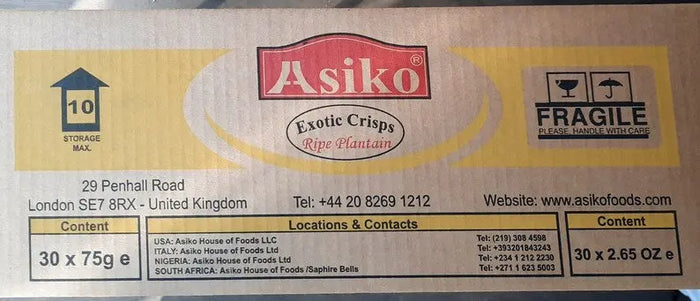 Asiko®
10
STORAGE
MAX.
Exotic Crisps
Ripe Plantain
FRAGILE
PLEASE, HANDLE WITH CARE
29 Penhall Road
London SE7 8RX - United Kingdom
Tel: +44 20 8269 1212
Website: www.asikofoods.com
Content
30 x 75g e
Locations & Contacts
USA: Asiko House of Foods LLC Tel: (219) 308 4598
ITALY: Asiko House of Foods Ltd Tel: +393201843243
NIGERIA: Asiko House of Foods Ltd Tel: +234 1 212 2230
SOUTH AFRICA: Asiko House of Foods /Saphire Bells Tel: +271 1 623 5003
Content
30 x 2.65 OZ e